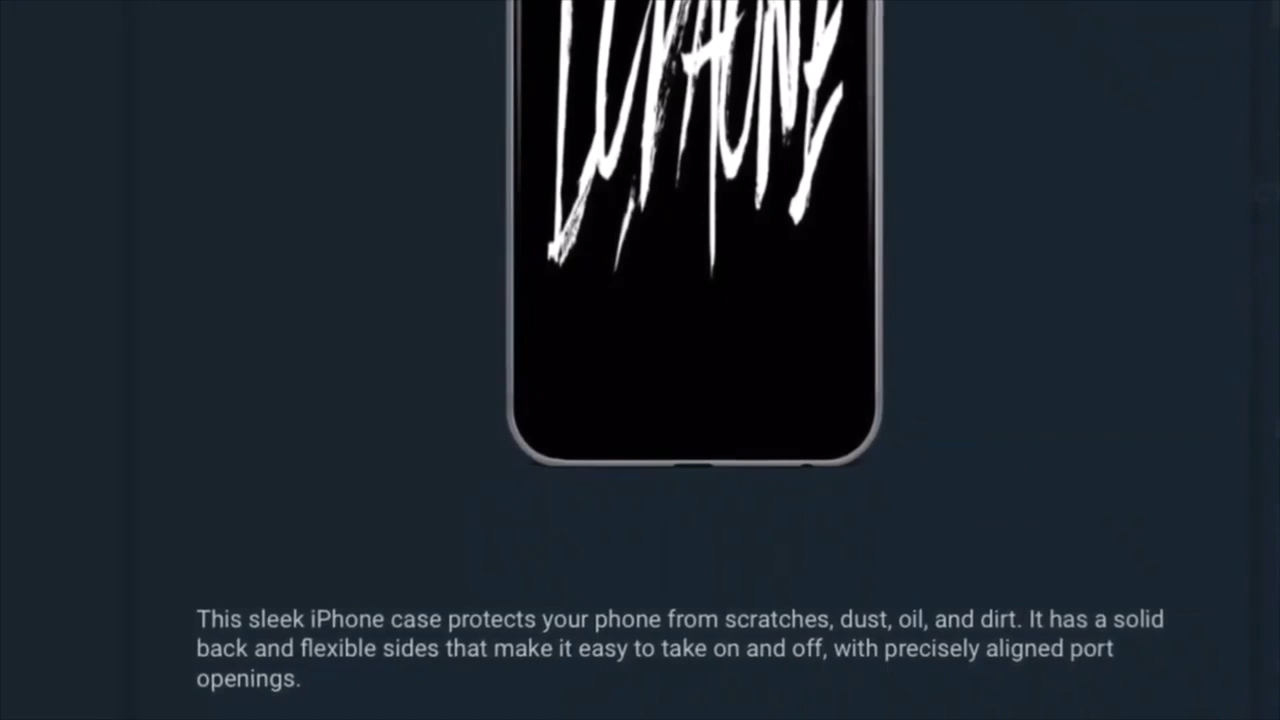 This sleek iPhone case protects your phone from scratches, dust, oil, and dirt. It has a solid
back and flexible sides that make it easy to take on and off, with precisely aligned port
openings.